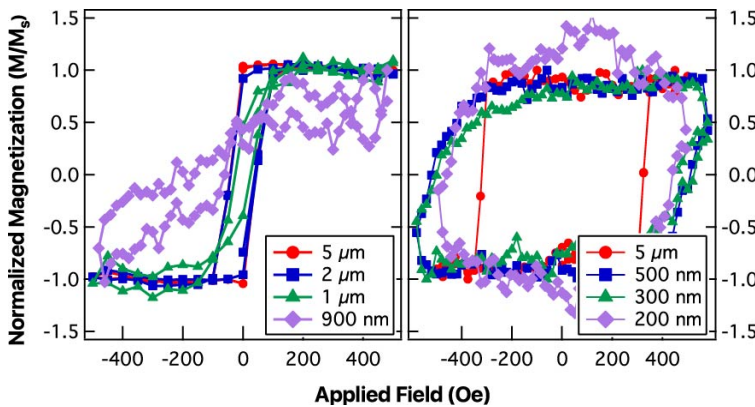 Normalized Magnetization (M/Mₛ)
1.5
1.0
0.5
0.0
-0.5
-1.0
-1.5
5 µm
2 µm
1 µm
900 nm
-400
-200
0
200
400
5 µm
500 nm
300 nm
200 nm
1.5
1.0
0.5
0.0
-0.5
-1.0
-1.5
-400
-200
0
200
400
Applied Field (Oe)